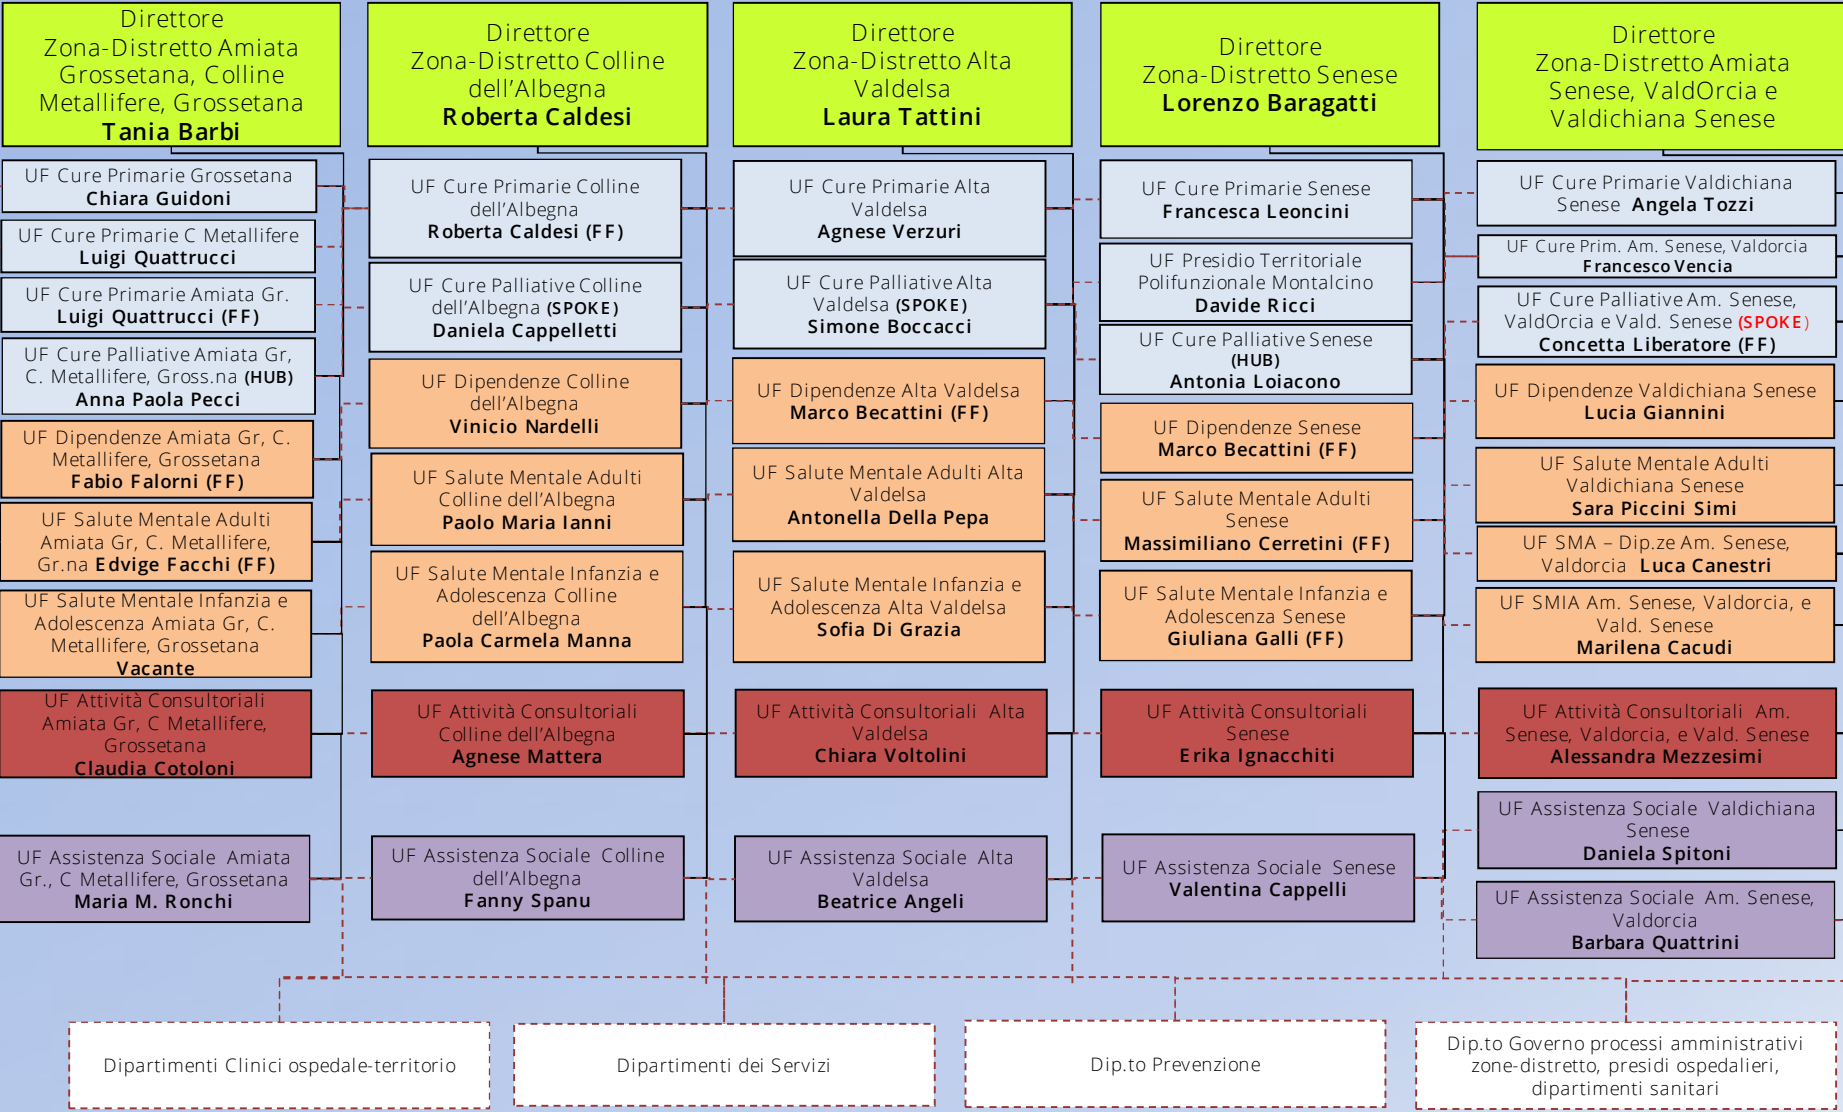 Direttore
Zona-Distretto Amiata
Grossetana, Colline
Metallifere, Grossetana
Tania Barbi
UF Cure Primarie Grossetana
Chiara Guidoni
UF Cure Primarie C Metallifere
Luigi Quattrucci
UF Cure Primarie Amiata Gr.
Luigi Quattrucci (FF)
UF Cure Palliative Amiata Gr,
C. Metallifere, Gross.na (HUB)
Anna Paola Pecci
UF Dipendenze Amiata Gr, C.
Metallifere, Grossetana
Fabio Falorni (FF)
UF Salute Mentale Adulti
Amiata Gr, C. Metallifere,
Gr.na Edvige Facchi (FF)
UF Salute Mentale Infanzia e
Adolescenza Amiata Gr, C.
Metallifere, Grossetana
Vacante
UF Attività Consultoriali
Amiata Gr, C Metallifere,
Grossetana
Claudia Cotoloni
UF Assistenza Sociale Amiata
Gr., C Metallifere, Grossetana
Maria M. Ronchi
Direttore
Zona-Distretto Colline
dell'Albegna
Roberta Caldesi
UF Cure Primarie Colline
dell'Albegna
Roberta Caldesi (FF)
UF Cure Palliative Colline
dell'Albegna (SPOKE)
Daniela Cappelletti
UF Dipendenze Colline
dell'Albegna
Vinicio Nardelli
UF Salute Mentale Adulti
Colline dell'Albegna
Paolo Maria Ianni
UF Salute Mentale Infanzia e
Adolescenza Colline
dell'Albegna
Paola Carmela Manna
UF Attività Consultoriali
Colline dell'Albegna
Agnese Mattera
UF Assistenza Sociale Colline
dell'Albegna
Fanny Spanu
Direttore
Zona-Distretto Alta
Valdelsa
Laura Tattini
UF Cure Primarie Alta
Valdelsa
Agnese Verzuri
UF Cure Palliative Alta
Valdelsa (SPOKE)
Simone Boccacci
UF Dipendenze Alta Valdelsa
Marco Becattini (FF)
UF Salute Mentale Adulti Alta
Valdelsa
Antonella Della Pepa
UF Salute Mentale Infanzia e
Adolescenza Alta Valdelsa
Sofia Di Grazia
UF Attività Consultoriali Alta
Valdelsa
Chiara Voltolini
UF Assistenza Sociale Alta
Valdelsa
Beatrice Angeli
Direttore
Zona-Distretto Senese
Lorenzo Baragatti
UF Cure Primarie Senese
Francesca Leoncini
UF Presidio Territoriale
Polifunzionale Montalcino
Davide Ricci
UF Cure Palliative Senese
(HUB)
Antonia Loiacono
UF Dipendenze Senese
Marco Becattini (FF)
UF Salute Mentale Adulti
Senese
Massimiliano Cerretini (FF)
UF Salute Mentale Infanzia e
Adolescenza Senese
Giuliana Galli (FF)
UF Attività Consultoriali
Senese
Erika Ignacchiti
UF Assistenza Sociale Senese
Valentina Cappelli
Direttore
Zona-Distretto Amiata
Senese, ValdOrcia e
Valdichiana Senese
UF Cure Primarie Valdichiana
Senese Angela Tozzi
UF Cure Prim. Am. Senese, Valdorcia
Francesco Vencia
UF Cure Palliative Am. Senese,
ValdOrcia e Vald. Senese (SPOKE)
Concetta Liberatore (FF)
UF Dipendenze Valdichiana Senese
Lucia Giannini
UF Salute Mentale Adulti
Valdichiana Senese
Sara Piccini Simi
UF SMA – Dip.ze Am. Senese,
Valdorcia Luca Canestri
UF SMIA Am. Senese, Valdorcia, e
Vald. Senese
Marilena Cacudi
UF Attività Consultoriali Am.
Senese, Valdorcia, e Vald. Senese
Alessandra Mezzesimi
UF Assistenza Sociale Valdichiana
Senese
Daniela Spitoni
UF Assistenza Sociale Am. Senese,
Valdorcia
Barbara Quattrini
Dipartimenti Clinici ospedale-territorio
Dipartimenti dei Servizi
Dip.to Prevenzione
Dip.to Governo processi amministrativi
zone-distretto, presidi ospedalieri,
dipartimenti sanitari